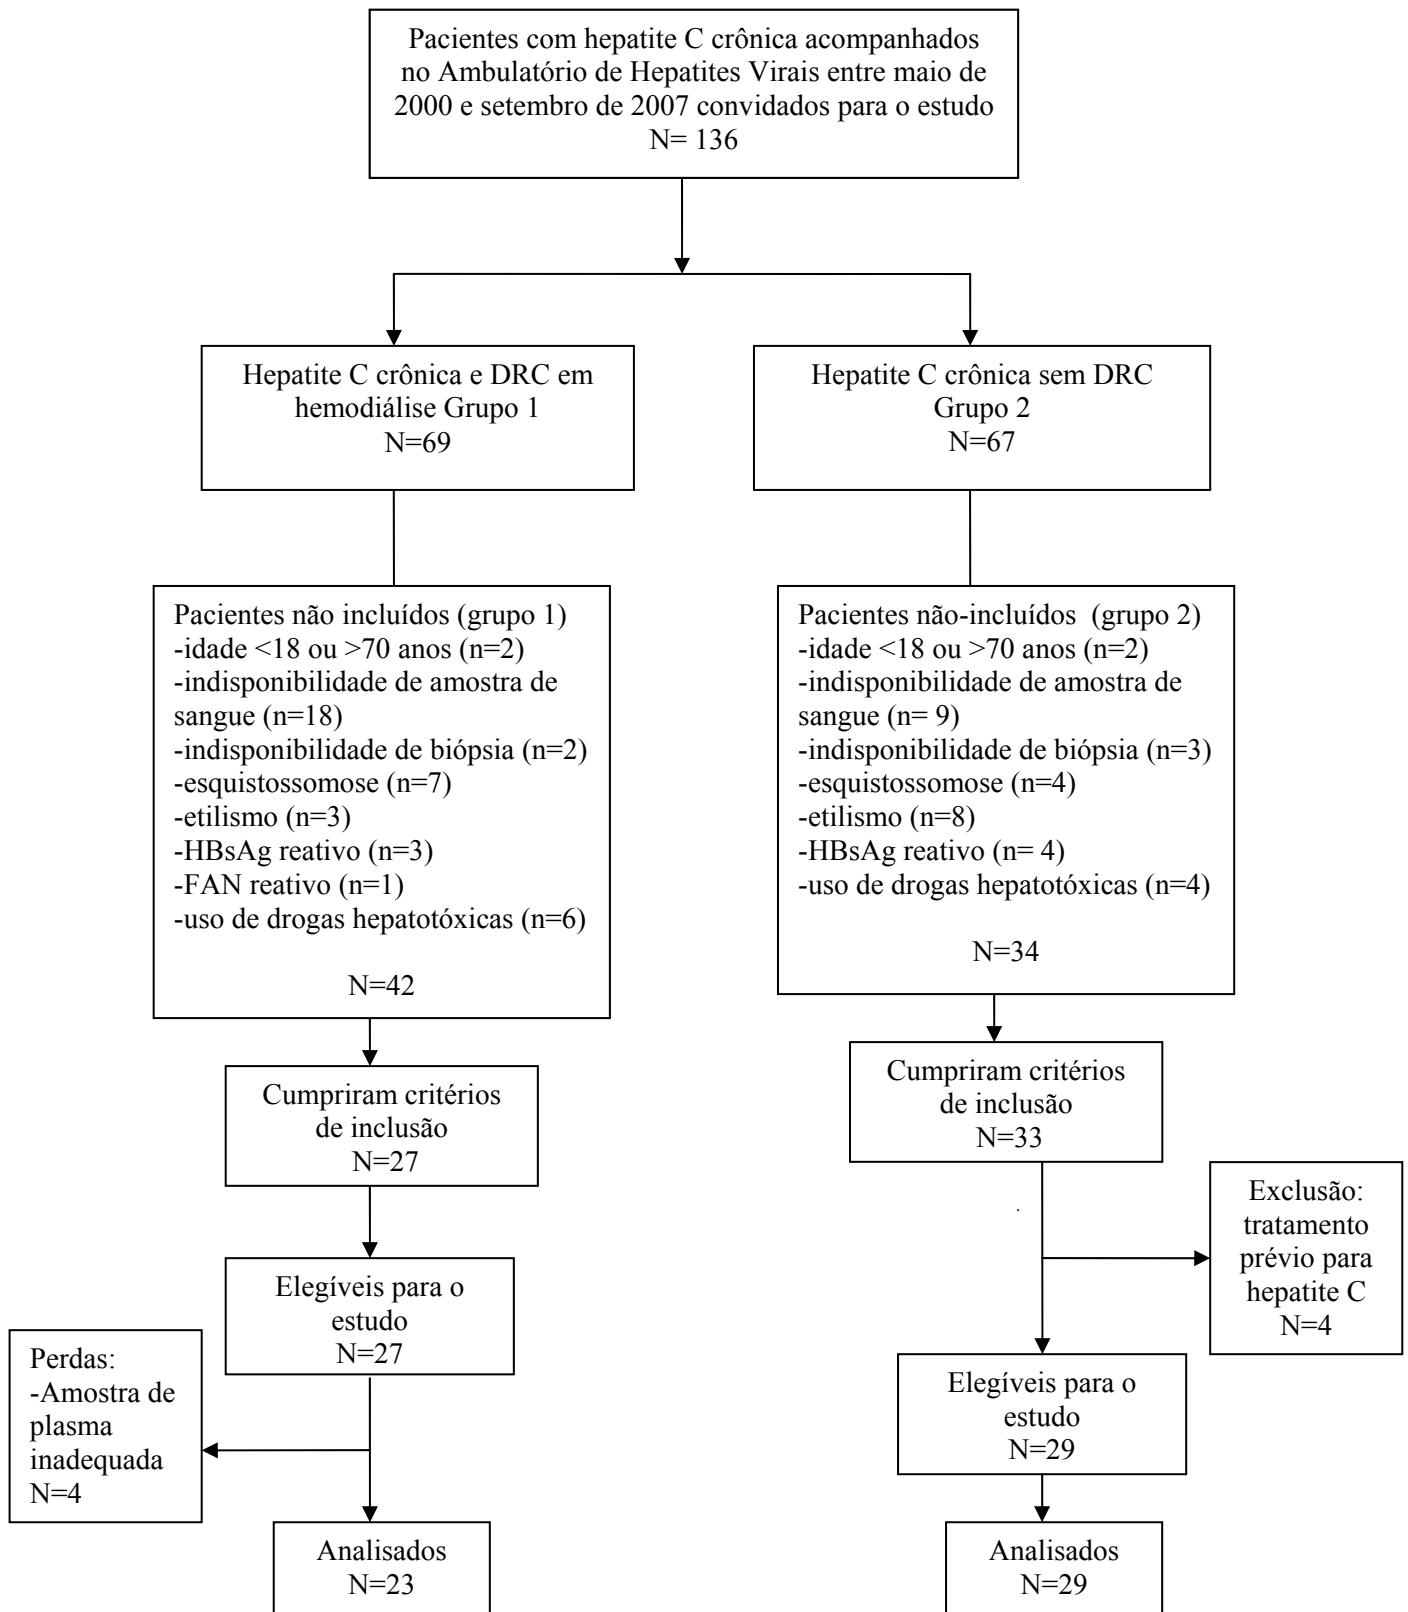 Pacientes com hepatite C crônica acompanhados
no Ambulatório de Hepatites Virais entre maio de
2000 e setembro de 2007 convidados para o estudo
N= 136
Hepatite C crônica e DRC em
hemodiálise Grupo 1
N=69
Hepatite C crônica sem DRC
Grupo 2
N=67
Pacientes não incluídos (grupo 1)
-idade <18 ou >70 anos (n=2)
-indisponibilidade de amostra de
sangue (n=18)
-indisponibilidade de biópsia (n=2)
-esquistossomose (n=7)
-etilismo (n=3)
-HBsAg reativo (n=3)
-FAN reativo (n=1)
-uso de drogas hepatotóxicas (n=6)
N=42
Pacientes não-incluídos  (grupo 2)
-idade <18 ou >70 anos (n=2)
-indisponibilidade de amostra de
sangue (n= 9)
-indisponibilidade de biópsia (n=3)
-esquistossomose (n=4)
-etilismo (n=8)
-HBsAg reativo (n= 4)
-uso de drogas hepatotóxicas (n=4)
N=34
Cumpriram critérios
de inclusão
N=27
Cumpriram critérios
de inclusão
N=33
Exclusão:
tratamento
prévio para
hepatite C
N=4
Elegíveis para o
estudo
N=27
Perdas:
-Amostra de
plasma
inadequada
N=4
Elegíveis para o
estudo
N=29
Analisados
N=23
Analisados
N=29